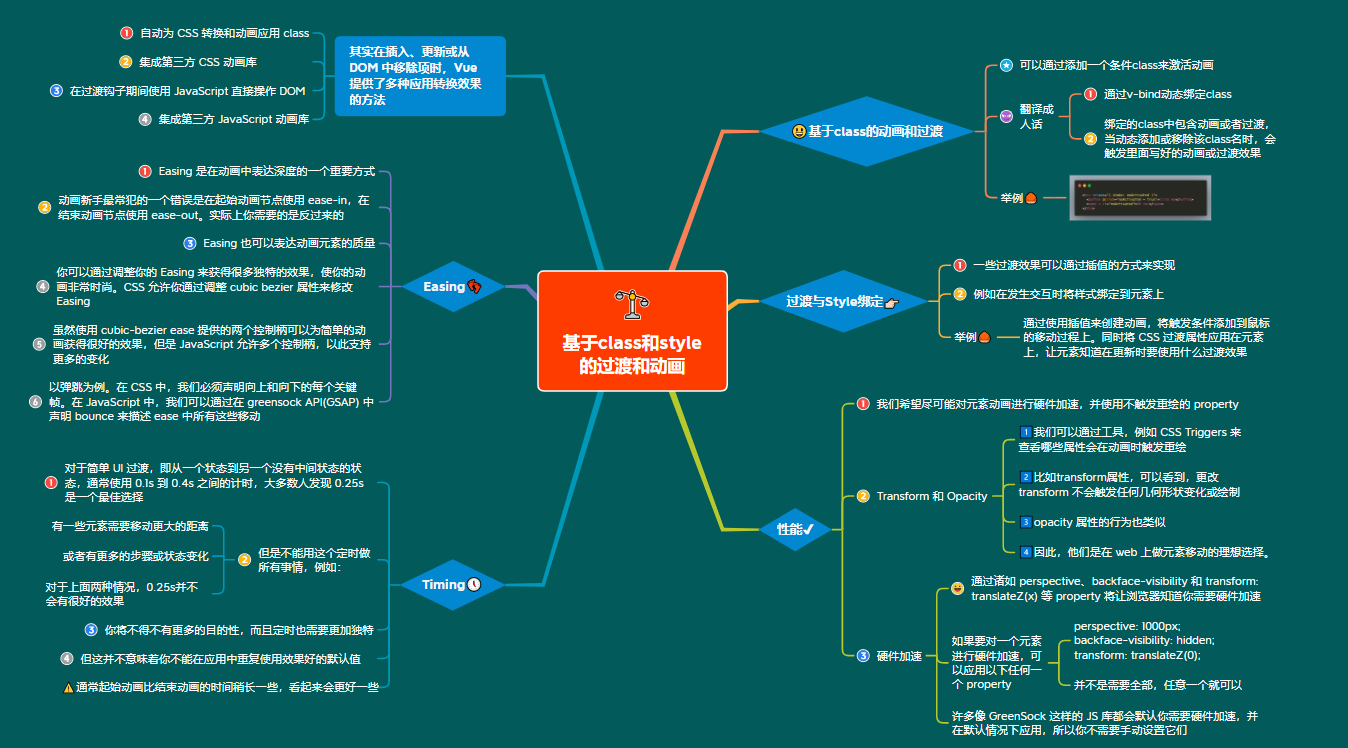 基于class和style
的过渡和动画
其实在插入、更新或从
DOM 中移除项时，Vue
提供了多种应用转换效果
的方法
1 自动为 CSS 转换和动画应用 class
2 集成第三方 CSS 动画库
3 在过渡钩子期间使用 JavaScript 直接操作 DOM
4 集成第三方 JavaScript 动画库
Easing
1 Easing 是在动画中表达深度的一个重要方式
2 动画新手最常犯的一个错误是在起始动画节点使用 ease-in，在
结束动画节点使用 ease-out。实际上你需要的是反过来的
3 Easing 也可以表达动画元素的质量
4 你可以通过调整你的 Easing 来获得很多独特的效果，使你的动
画非常时尚。CSS 允许你通过调整 cubic bezier 属性来修改
Easing
5 虽然使用 cubic-bezier ease 提供的两个控制柄可以为简单的动
画获得很好的效果，但是 JavaScript 允许多个控制柄，以此支持
更多的变化
6 以弹跳为例。在 CSS 中，我们必须声明向上和向下的每个关键
帧。在 JavaScript 中，我们可以通过在 greensock API(GSAP) 中
声明 bounce 来描述 ease 中所有这些移动
Timing
1 对于简单 UI 过渡，即从一个状态到另一个没有中间状态的状
态，通常使用 0.1s 到 0.4s 之间的计时，大多数人发现 0.25s
是一个最佳选择
2 但是不能用这个定时做
所有事情，例如：
有一些元素需要移动更大的距离
或者有更多的步骤或状态变化
对于上面两种情况，0.25s并不
会有很好的效果
3 你将不得不有更多的目的性，而且定时也需要更加独特
4 但这并不意味着你不能在应用中重复使用效果好的默认值
通常起始动画比结束动画的时间稍长一些，看起来会更好一些
基于class的动画和过渡
可以通过添加一个条件class来激活动画
翻译成
人话
1 通过v-bind动态绑定class
2 绑定的class中包含动画或者过渡，
当动态添加或移除该class名时，会
触发里面写好的动画或过渡效果
举例
过渡与Style绑定
1 一些过渡效果可以通过插值的方式来实现
2 例如在发生交互时将样式绑定到元素上
举例
通过使用插值来创建动画，将触发条件添加到鼠标
的移动过程上。同时将 CSS 过渡属性应用在元素
上，让元素知道在更新时要使用什么过渡效果
性能
1 我们希望尽可能对元素动画进行硬件加速，并使用不触发重绘的 property
2 Transform 和 Opacity
1 我们可以通过工具，例如 CSS Triggers 来
查看哪些属性会在动画时触发重绘
2 比如transform属性，可以看到，更改
transform 不会触发任何几何形状变化或绘制
3 opacity 属性的行为也类似
4 因此，他们是在 web 上做元素移动的理想选择。
3 硬件加速
通过诸如 perspective、backface-visibility 和 transform:
translateZ(x) 等 property 将让浏览器知道你需要硬件加速
如果要对一个元素
进行硬件加速，可
以应用以下任何一
个 property
perspective: 1000px;
backface-visibility: hidden;
transform: translateZ(0);
并不是需要全部，任意一个就可以
许多像 GreenSock 这样的 JS 库都会默认你需要硬件加速，并
在默认情况下应用，所以你不需要手动设置它们